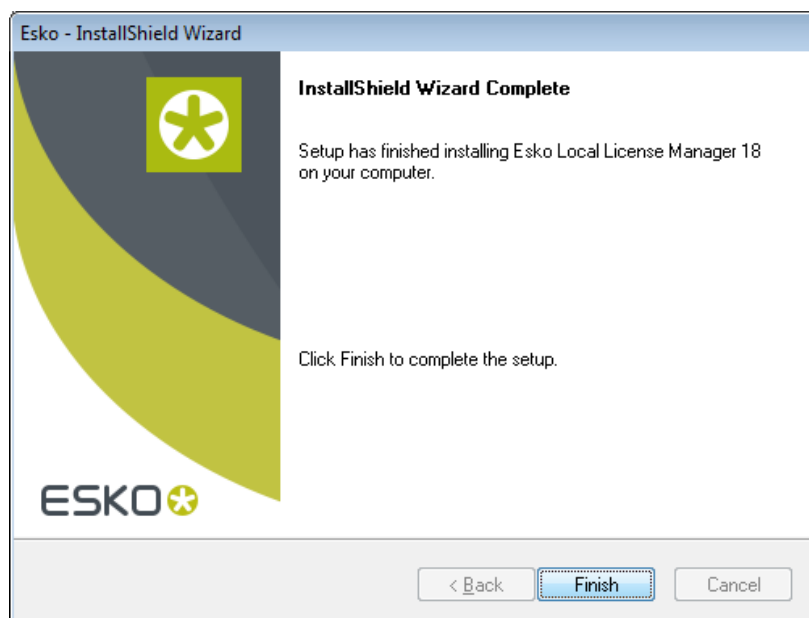 Esko - InstallShield Wizard
InstallShield Wizard Complete
Setup has finished installing Esko Local License Manager 18
on your computer.
Click Finish to complete the setup.
ESKO
< Back Finish Cancel